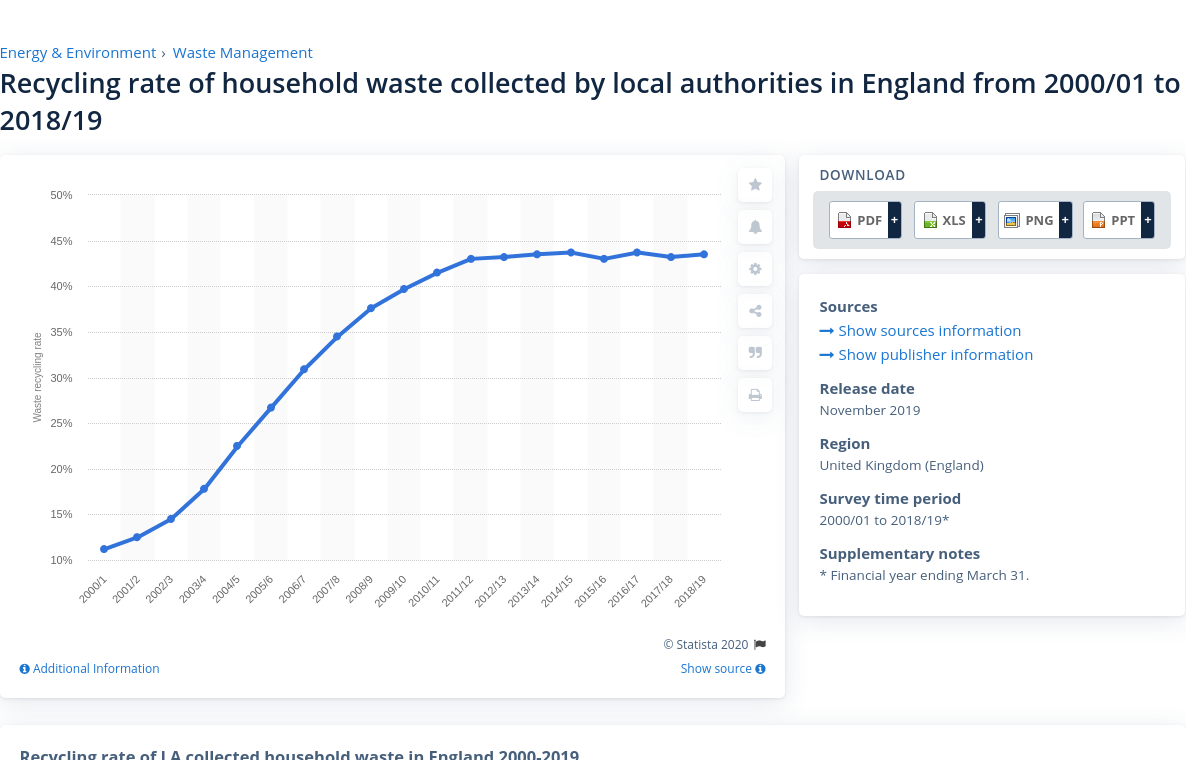 Energy & Environment › Waste Management
Recycling rate of household waste collected by local authorities in England from 2000/01 to
2018/19
50%
45%
40%
35%
30%
25%
20%
15%
10%
Waste recycling rate
2000/1
2001/2
2002/3
2003/4
2004/5
2005/6
2006/7
2007/8
2008/9
2009/10
2010/11
2011/12
2012/13
2013/14
2014/15
2015/16
2016/17
2017/18
2018/19
© Statista 2020
Additional Information
Show source
DOWNLOAD
PDF + XLS + PNG + PPT +
Sources
Show sources information
Show publisher information
Release date
November 2019
Region
United Kingdom (England)
Survey time period
2000/01 to 2018/19*
Supplementary notes
* Financial year ending March 31.
Recycling rate of LA collected household waste in England 2000-2019